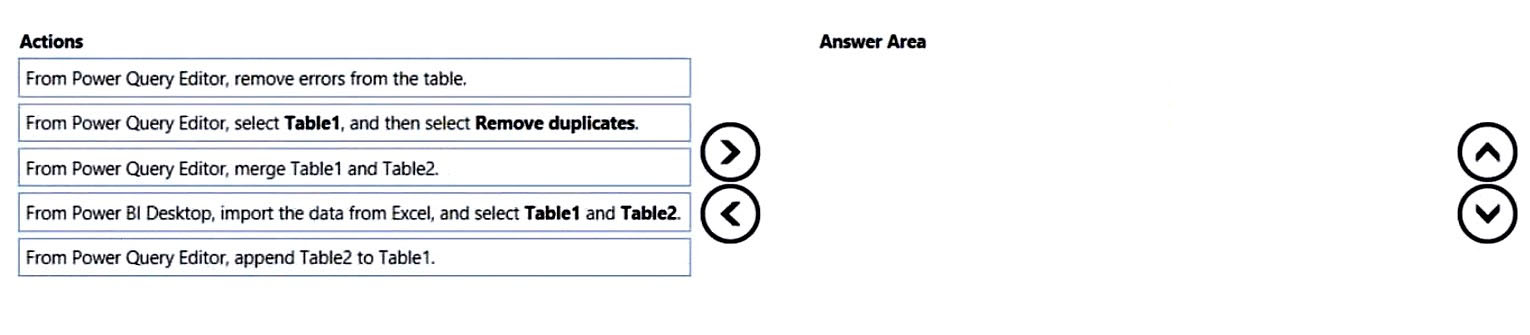 Actions
Answer Area
From Power Query Editor, remove errors from the table.
From Power Query Editor, select Table1, and then select Remove duplicates.
From Power Query Editor, merge Table1 and Table2.
From Power BI Desktop, import the data from Excel, and select Table1 and Table2.
From Power Query Editor, append Table2 to Table1.